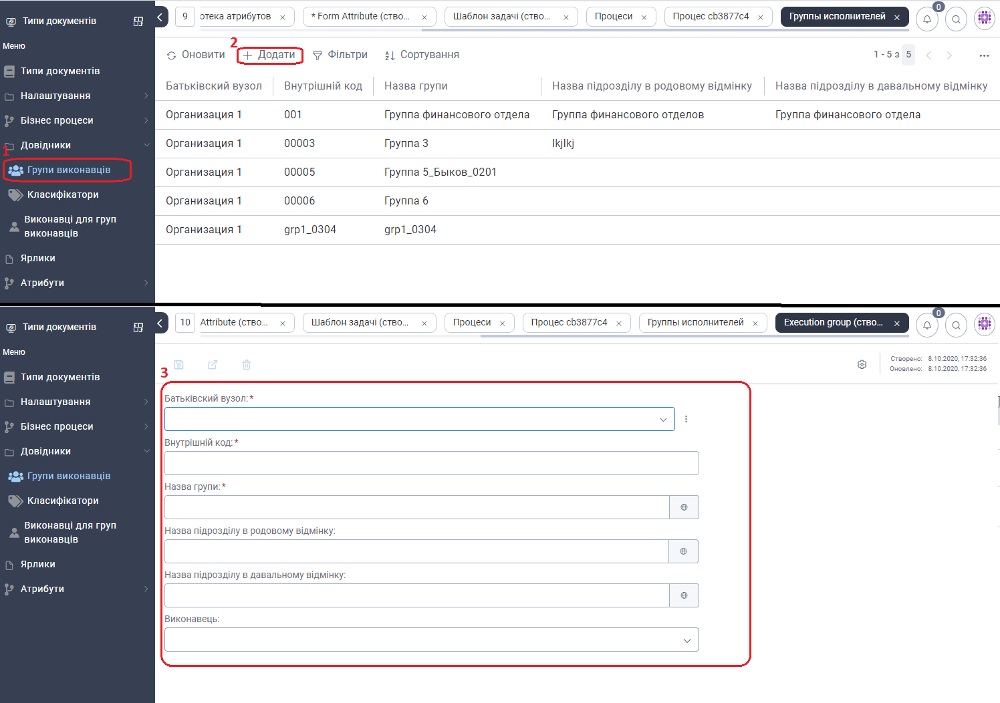 Типи документів
Меню
Типи документів
Налаштування
Бізнес процеси
Довідники
1
Групи виконавців
Класифікатори
Виконавці для груп
виконавців
Ярлики
Атрибути
9 отека атрибутов × * Form Attribute (ство... × Шаблон задачі (ство... × Процеси × Процес cb3877c4 × Группы исполнителей × 0
2
Оновити + Додати Фільтри Сортування 1 - 5 з 5
Батьківский вузол Внутрішній код Назва групи Назва підрозділу в родовому відмінку Назва підрозділу в давальному відмінку
Организация 1 001 Группа финансового отдела Группа финансового отделов Группа финансового отдела
Организация 1 00003 Группа 3 lkjlkj
Организация 1 00005 Группа 5_Быков_0201
Организация 1 00006 Группа 6
Организация 1 grp1_0304 grp1_0304
Типи документів
Меню
Типи документів
Налаштування
Бізнес процеси
Довідники
Групи виконавців
Класифікатори
Виконавці для груп
виконавців
Ярлики
Атрибути
10 Attribute (ство... × Шаблон задачі (ство... × Процеси × Процес cb3877c4 × Группы исполнителей × Execution group (ство... × 0
Створено: 8.10.2020, 17:32:36
Оновлено: 8.10.2020, 17:32:36
3
Батьківский вузол:*
Внутрішній код:*
Назва групи:*
Назва підрозділу в родовому відмінку:
Назва підрозділу в давальному відмінку:
Виконавець: